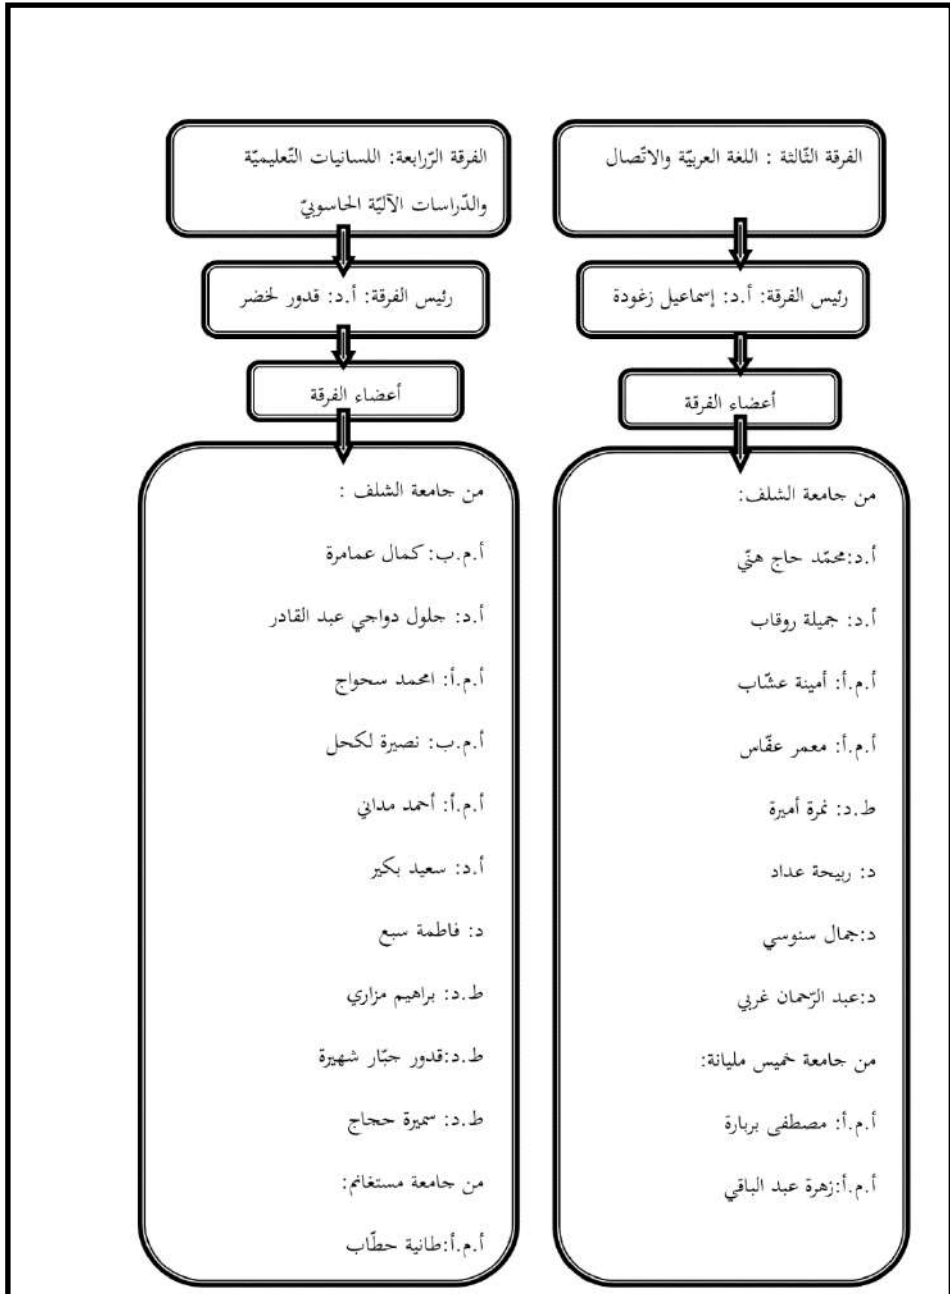 الفرقة الثّالثة : اللغة العربيّة والاتّصال
رئيس الفرقة: أ.د: إسماعيل زغودة
أعضاء الفرقة
من جامعة الشلف:
أ.د:محمّد حاج هنّي
أ.د: جميلة روقاب
أ.م.أ: أمينة عشّاب
أ.م.أ: معمر عفّاس
ط.د: نمرة أميرة
د: ربيحة عداد
د:جمال سنوسي
د:عبد الرّحمان غربي
من جامعة خميس مليانة:
أ.م.أ: مصطفى بربارة
أ.م.أ:زهرة عبد الباقي
الفرقة الرّرابعة: اللسانيات التّعليميّة
والدّراسات الآليّة الحاسوبيّ
رئيس الفرقة: أ.د: قدور لخضر
أعضاء الفرقة
من جامعة الشلف :
أ.م.ب: كمال عمامرة
أ.د: جلول دواجي عبد القادر
أ.م.أ: امحمد سحواج
أ.م.ب: نصيرة لكحل
أ.م.أ: أحمد مداني
أ.د: سعيد بكير
د: فاطمة سبع
ط.د: براهيم مزاري
ط.د:قدور جبّار شهيرة
ط.د: سميرة حجاج
من جامعة مستغانم:
أ.م.أ:طانية حطّاب